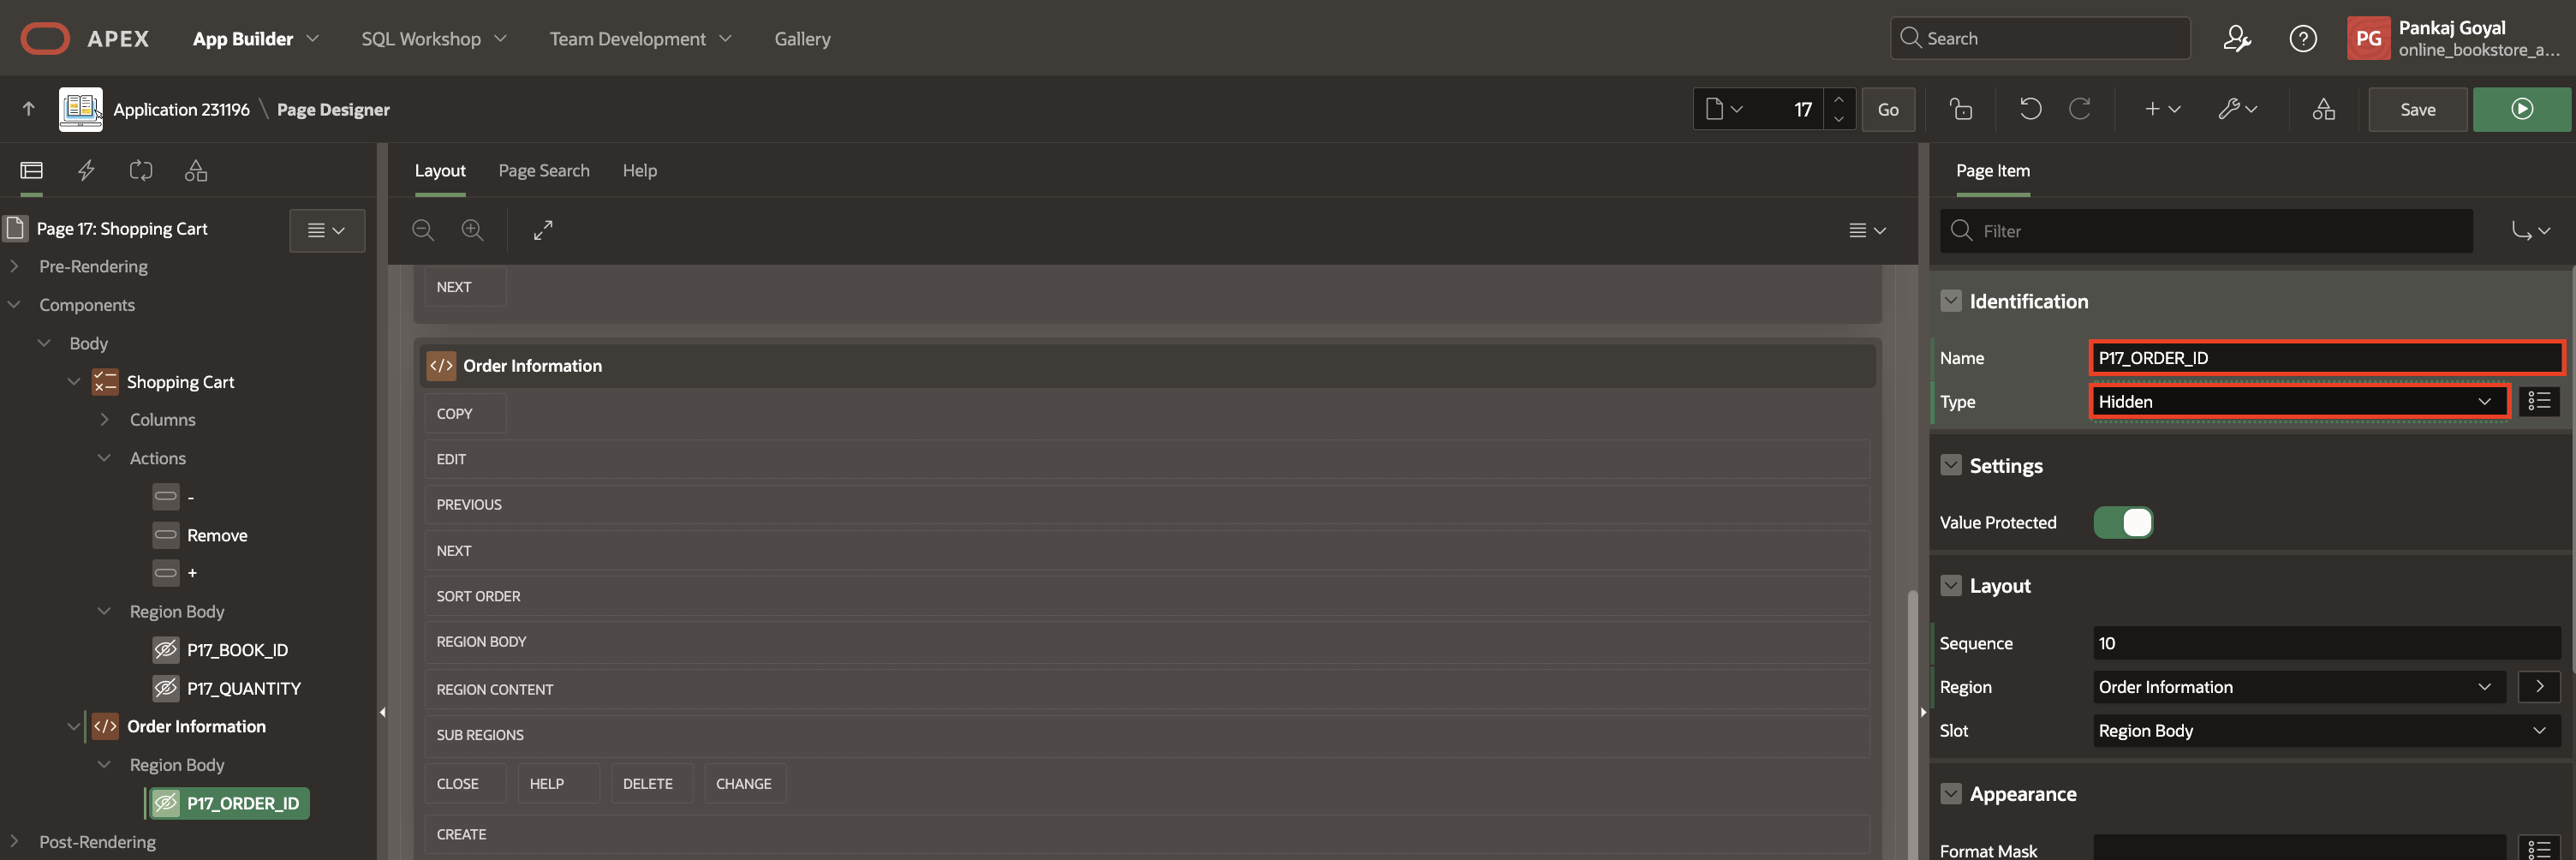 APEX App Builder SQL Workshop Team Development Gallery Search PG Pankaj Goyal
online_bookstore_a...
Application 231196 \ Page Designer 17 Go Save
Layout Page Search Help Page Item
Page 17: Shopping Cart
Filter
Pre-Rendering
NEXT
Components
Identification
Body
Order Information
Name P17_ORDER_ID
Shopping Cart
Type Hidden
COPY
Columns
Actions
EDIT
Settings
-
PREVIOUS
Value Protected
Remove
NEXT
+
Layout
SORT ORDER
Region Body
REGION BODY
Sequence 10
P17_BOOK_ID
P17_QUANTITY
REGION CONTENT
Region Order Information
Order Information
SUB REGIONS
Slot Region Body
Region Body
CLOSE HELP DELETE CHANGE
Appearance
P17_ORDER_ID
CREATE
Post-Rendering
Format Mask